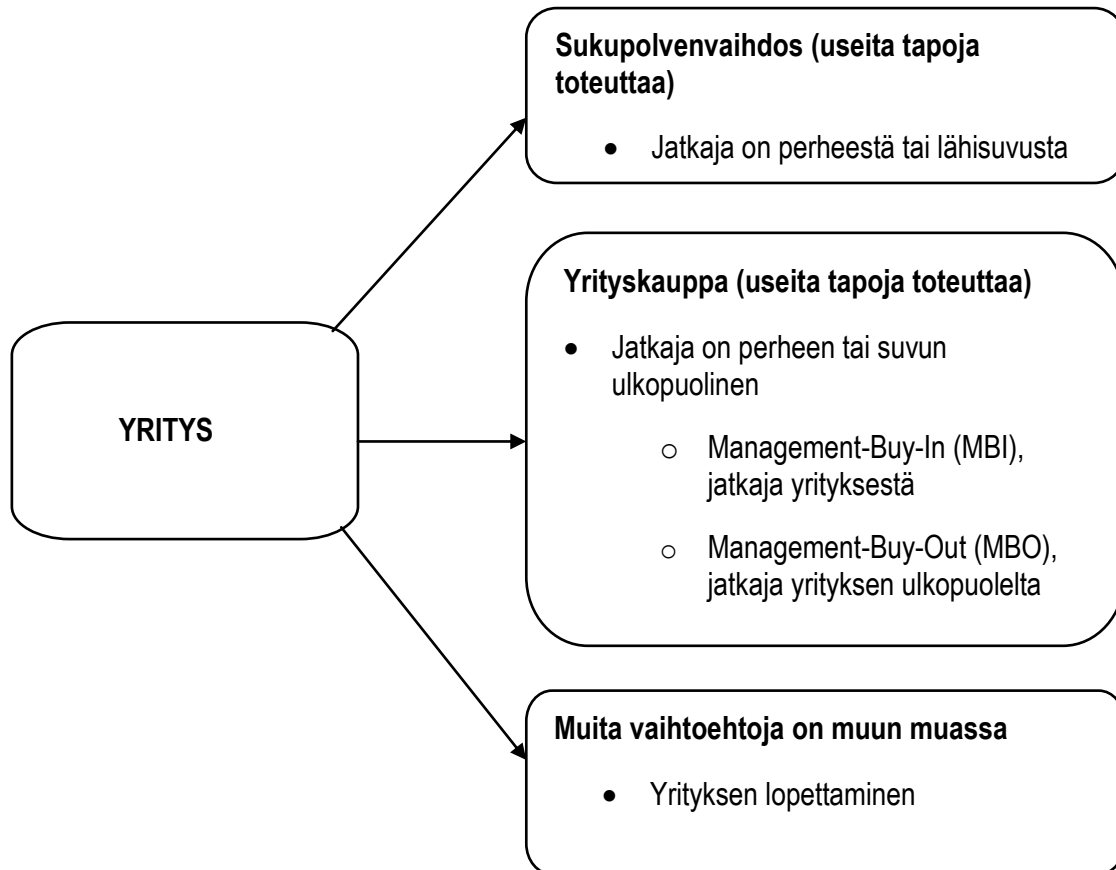 Sukupolvenvaihdos (useita tapoja
toteuttaa)
• Jatkaja on perheestä tai lähisuvusta
Yrityskauppa (useita tapoja toteuttaa)
• Jatkaja on perheen tai suvun
ulkopuolinen
o Management-Buy-In (MBI),
jatkaja yrityksestä
o Management-Buy-Out (MBO),
jatkaja yrityksen ulkopuolelta
YRITYS
Muita vaihtoehtoja on muun muassa
• Yrityksen lopettaminen